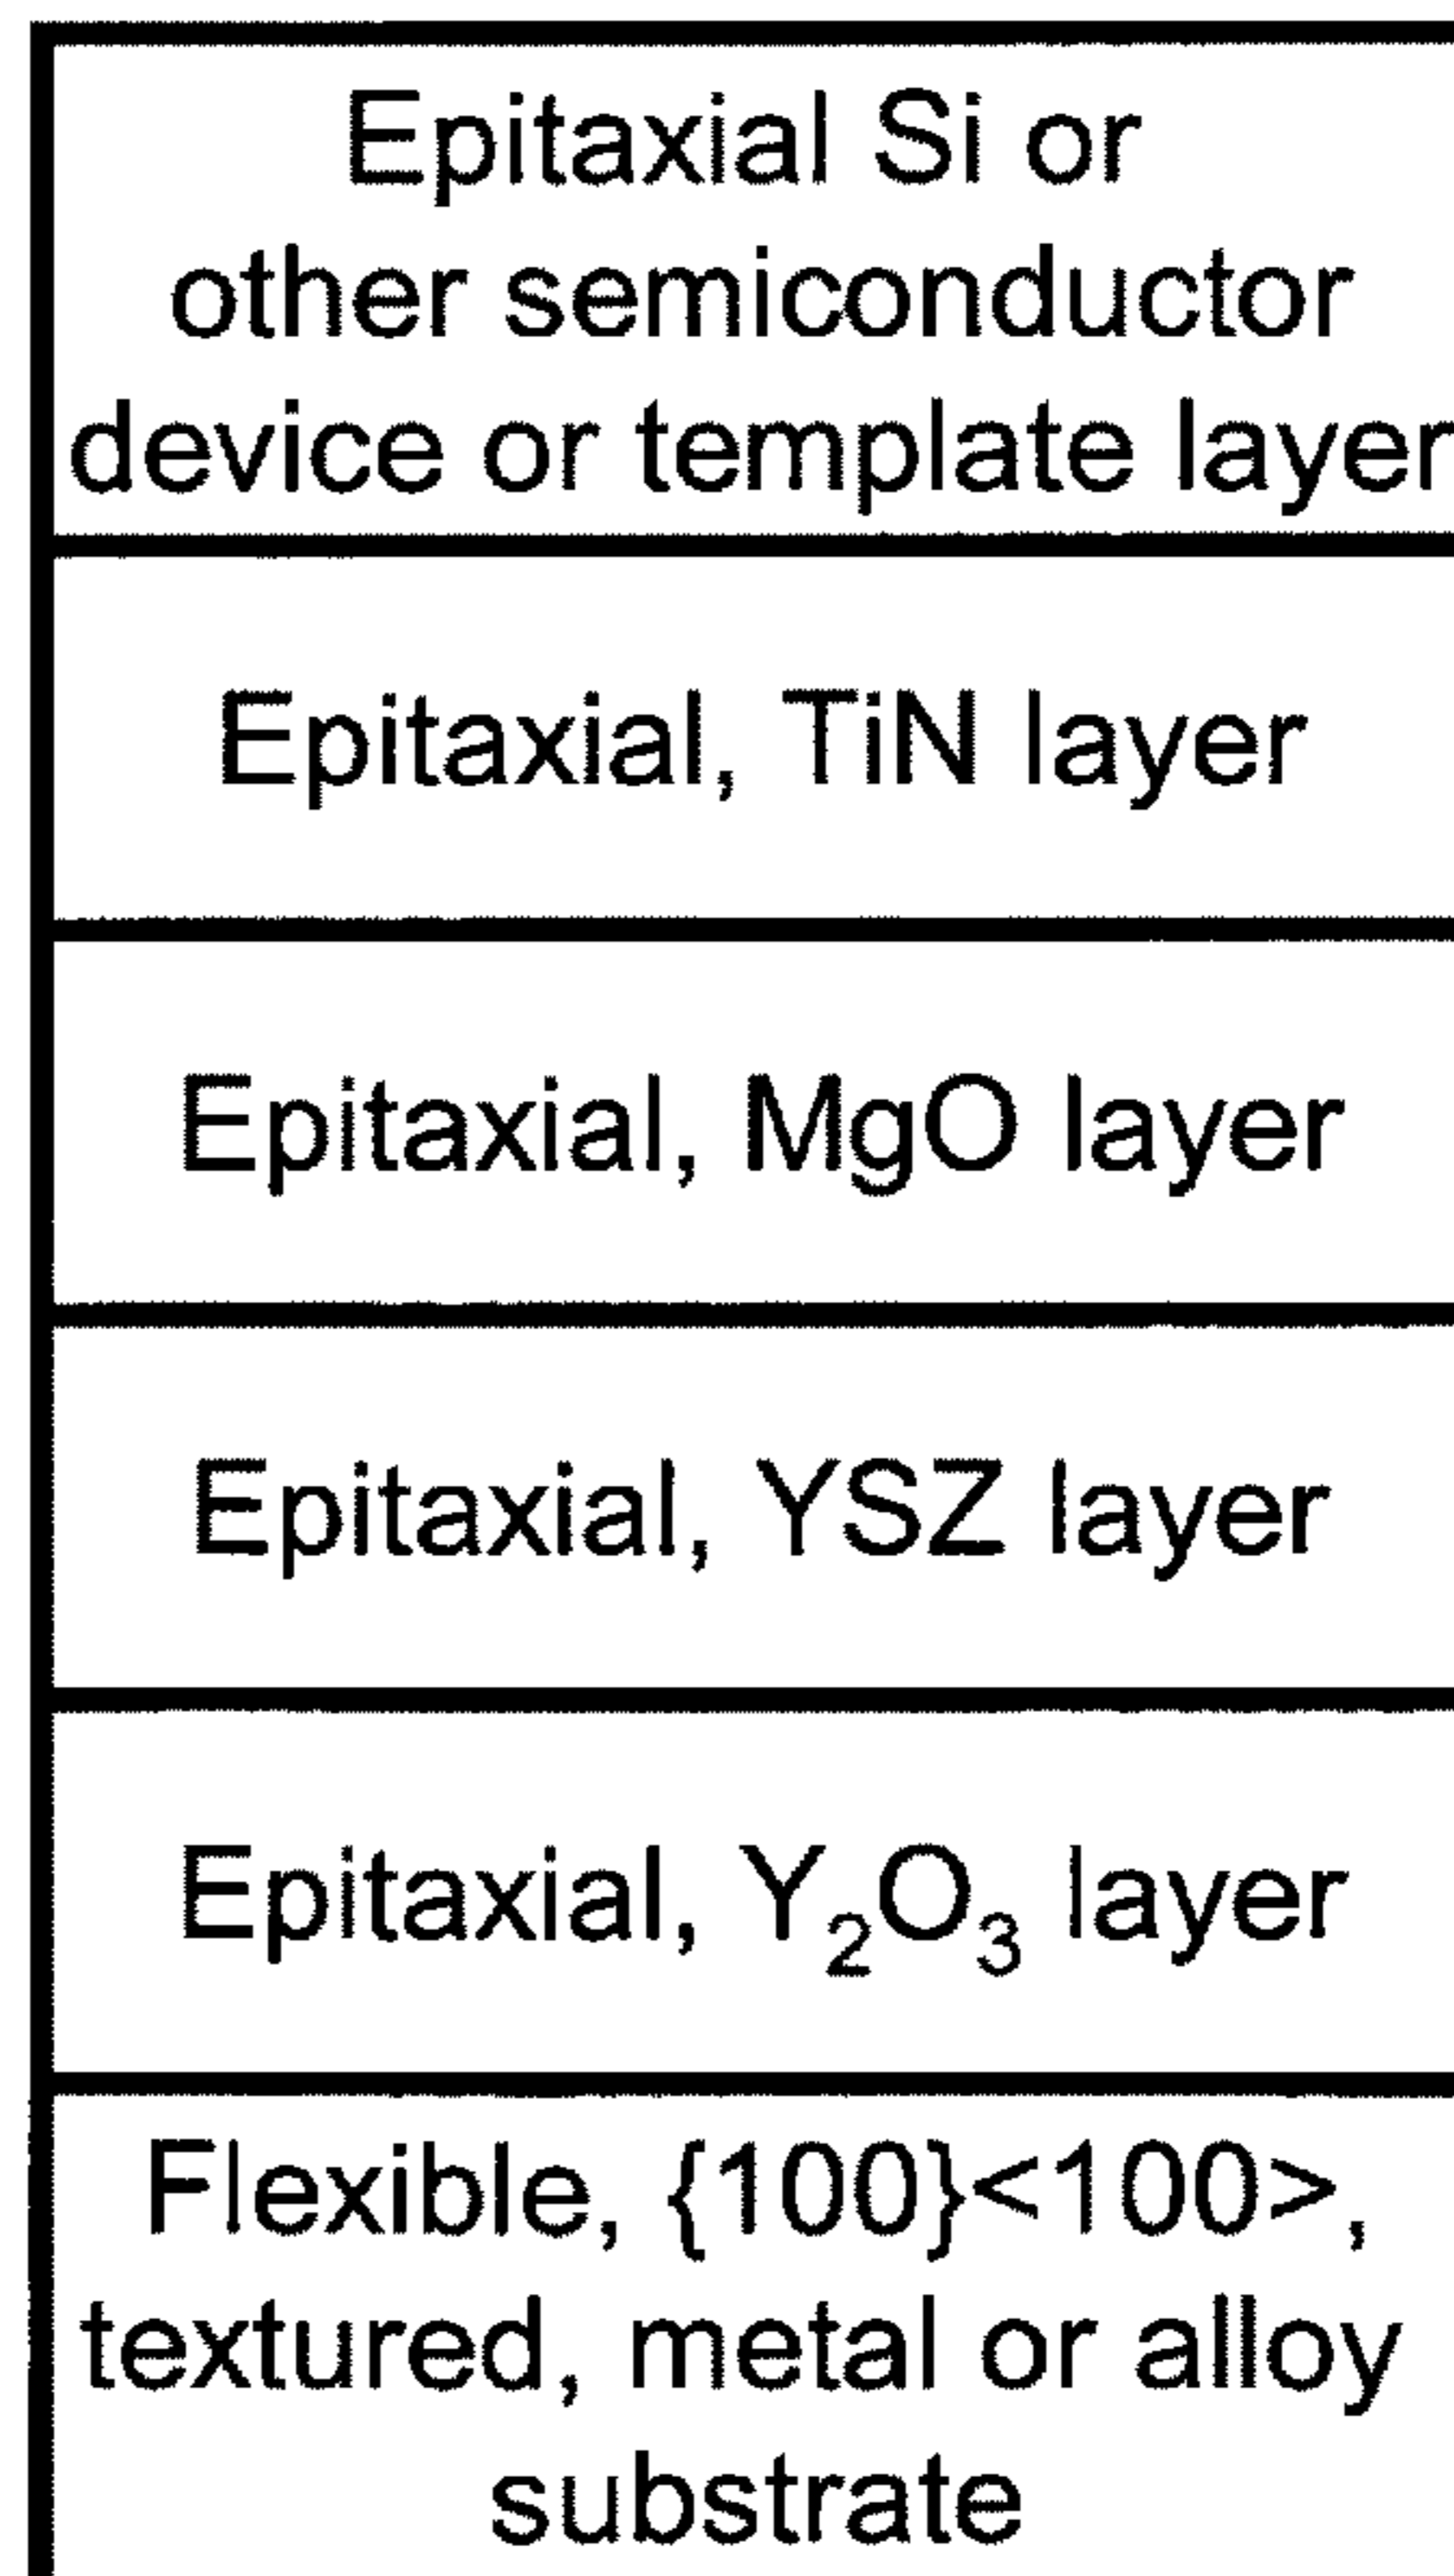 Epitaxial Si or
other semiconductor
device or template layer
Epitaxial, TiN layer
Epitaxial, MgO layer
Epitaxial, YSZ layer
Epitaxial, Y₂O₃ layer
Flexible, {100}<100>,
textured, metal or alloy
substrate